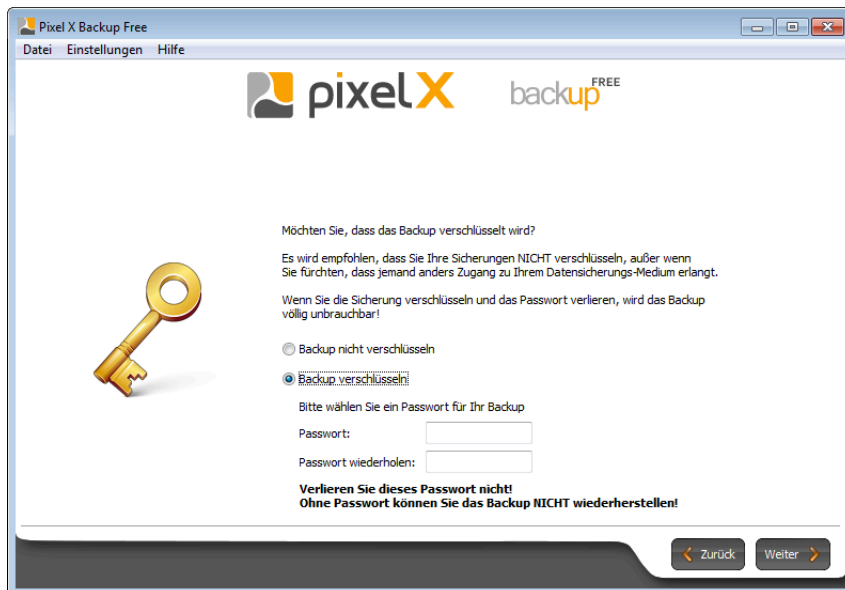 Pixel X Backup Free
Datei Einstellungen Hilfe
pixelX backup FREE
Möchten Sie, dass das Backup verschlüsselt wird?
Es wird empfohlen, dass Sie Ihre Sicherungen NICHT verschlüsseln, außer wenn
Sie fürchten, dass jemand anders Zugang zu Ihrem Datensicherungs-Medium erlangt.
Wenn Sie die Sicherung verschlüsseln und das Passwort verlieren, wird das Backup
völlig unbrauchbar!
Backup nicht verschlüsseln
Backup verschlüsseln
Bitte wählen Sie ein Passwort für Ihr Backup
Passwort:
Passwort wiederholen:
Verlieren Sie dieses Passwort nicht!
Ohne Passwort können Sie das Backup NICHT wiederherstellen!
Zurück Weiter